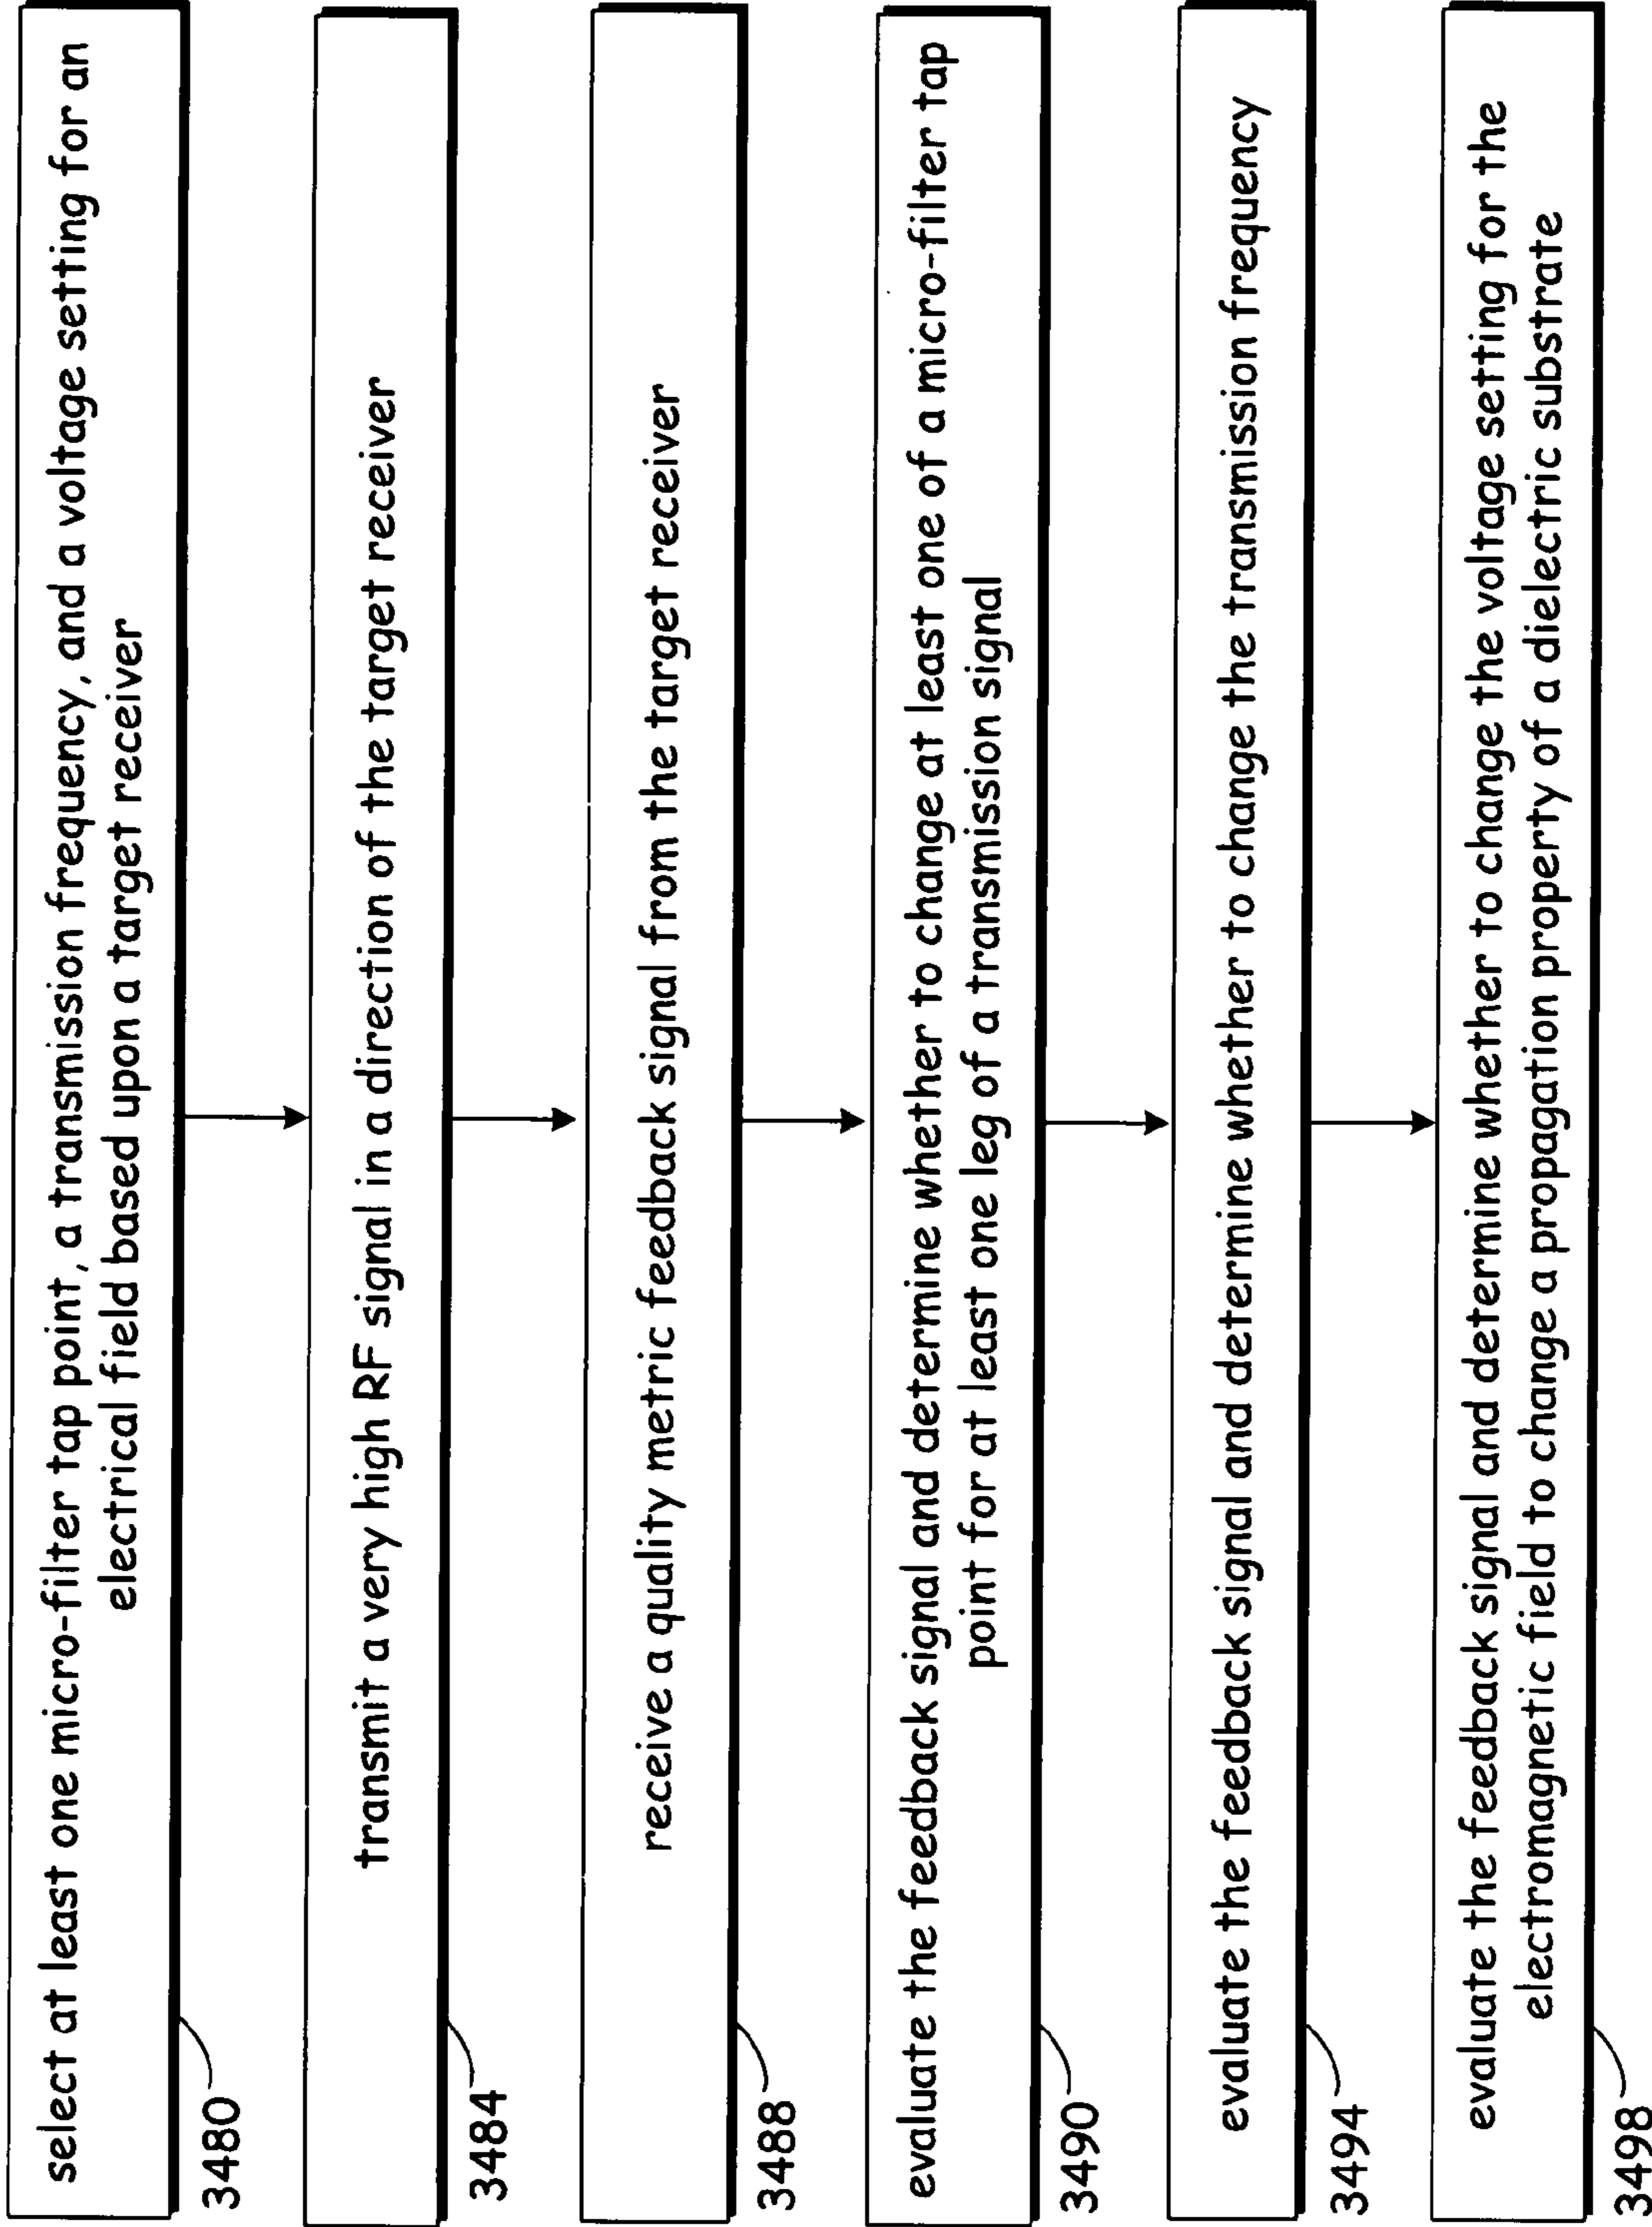 select at least one micro-filter tap point, a transmission frequency, and a voltage setting for an
electrical field based upon a target receiver
3480
transmit a very high RF signal in a direction of the target receiver
3484
receive a quality metric feedback signal from the target receiver
3488
evaluate the feedback signal and determine whether to change at least one of a micro-filter tap
point for at least one leg of a transmission signal
3490
evaluate the feedback signal and determine whether to change the transmission frequency
3494
evaluate the feedback signal and determine whether to change the voltage setting for the
electromagnetic field to change a propagation property of a dielectric substrate
3498